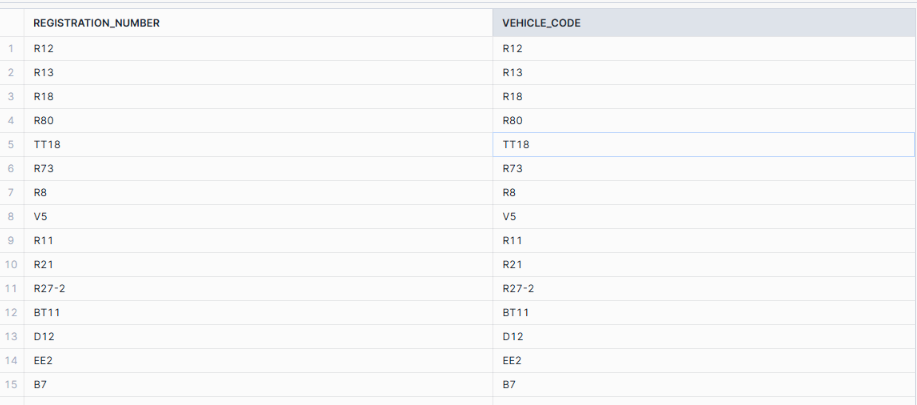 REGISTRATION_NUMBER VEHICLE_CODE
1 R12 R12
2 R13 R13
3 R18 R18
4 R80 R80
5 TT18 TT18
6 R73 R73
7 R8 R8
8 V5 V5
9 R11 R11
10 R21 R21
11 R27-2 R27-2
12 BT11 BT11
13 D12 D12
14 EE2 EE2
15 B7 B7